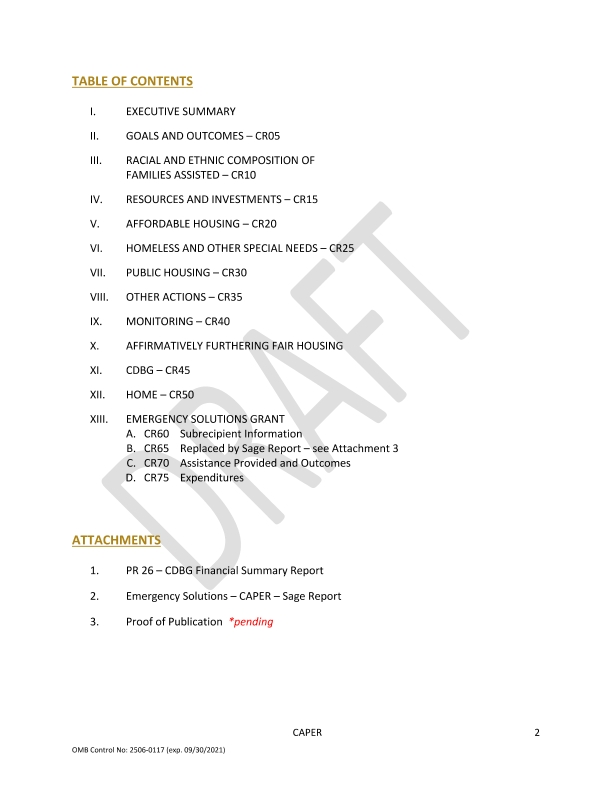 TABLE OF CONTENTS
I. EXECUTIVE SUMMARY
II. GOALS AND OUTCOMES – CR05
III. RACIAL AND ETHNIC COMPOSITION OF
FAMILIES ASSISTED – CR10
IV. RESOURCES AND INVESTMENTS – CR15
V. AFFORDABLE HOUSING – CR20
VI. HOMELESS AND OTHER SPECIAL NEEDS – CR25
VII. PUBLIC HOUSING – CR30
VIII. OTHER ACTIONS – CR35
IX. MONITORING – CR40
X. AFFIRMATIVELY FURTHERING FAIR HOUSING
XI. CDBG – CR45
XII. HOME – CR50
XIII. EMERGENCY SOLUTIONS GRANT
A. CR60 Subrecipient Information
B. CR65 Replaced by Sage Report – see Attachment 3
C. CR70 Assistance Provided and Outcomes
D. CR75 Expenditures
DRAFT
ATTACHMENTS
1. PR 26 – CDBG Financial Summary Report
2. Emergency Solutions – CAPER – Sage Report
3. Proof of Publication *pending
CAPER 2
OMB Control No: 2506-0117 (exp. 09/30/2021)